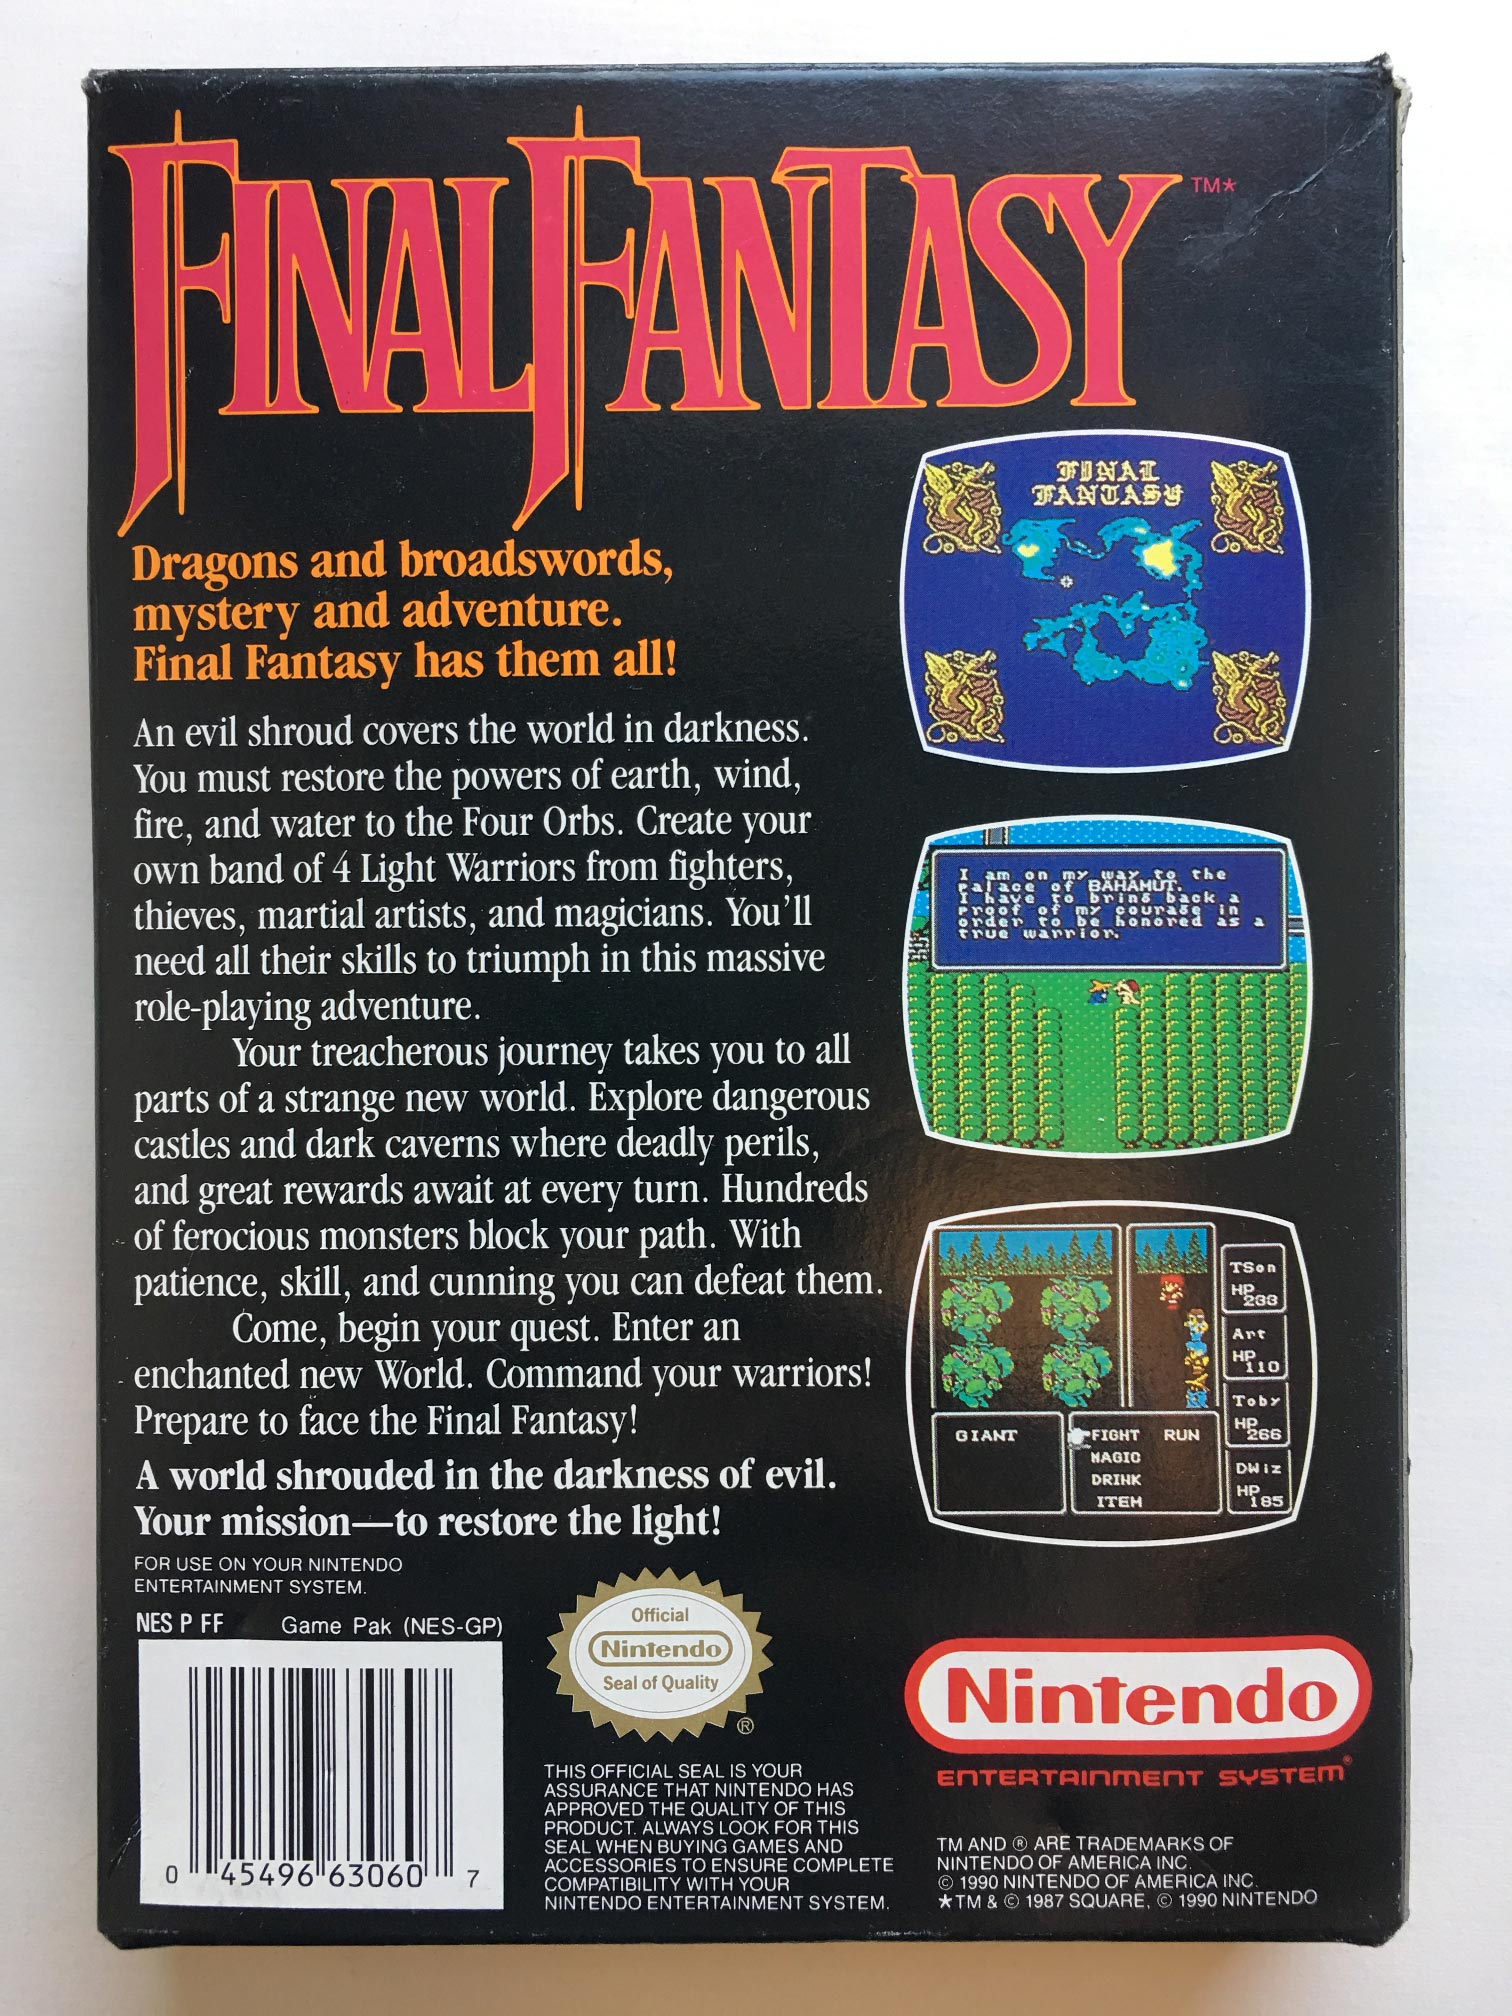 FINAL FANTASY TM*
Dragons and broadswords,
mystery and adventure.
Final Fantasy has them all!
An evil shroud covers the world in darkness.
You must restore the powers of earth, wind,
fire, and water to the Four Orbs. Create your
own band of 4 Light Warriors from fighters,
thieves, martial artists, and magicians. You'll
need all their skills to triumph in this massive
role-playing adventure.
Your treacherous journey takes you to all
parts of a strange new world. Explore dangerous
castles and dark caverns where deadly perils,
and great rewards await at every turn. Hundreds
of ferocious monsters block your path. With
patience, skill, and cunning you can defeat them.
Come, begin your quest. Enter an
enchanted new World. Command your warriors!
Prepare to face the Final Fantasy!
A world shrouded in the darkness of evil.
Your mission—to restore the light!
FOR USE ON YOUR NINTENDO
ENTERTAINMENT SYSTEM.
NES P FF Game Pak (NES-GP)
0 45496 63060 7
FINAL
FANTASY
I am on my way to the
palace of BAHAMUT.
I have to bring back a
proof of my courage in
order to be honored as a
true warrior.
TSon
HP
233
Art
HP
110
Toby
HP
266
DWiz
HP
185
GIANT
FIGHT RUN
MAGIC
DRINK
ITEM
Official
Nintendo
Seal of Quality
®
THIS OFFICIAL SEAL IS YOUR
ASSURANCE THAT NINTENDO HAS
APPROVED THE QUALITY OF THIS
PRODUCT. ALWAYS LOOK FOR THIS
SEAL WHEN BUYING GAMES AND
ACCESSORIES TO ENSURE COMPLETE
COMPATIBILITY WITH YOUR
NINTENDO ENTERTAINMENT SYSTEM.
Nintendo
ENTERTAINMENT SYSTEM®
TM AND ® ARE TRADEMARKS OF
NINTENDO OF AMERICA INC.
© 1990 NINTENDO OF AMERICA INC.
★TM & © 1987 SQUARE, © 1990 NINTENDO